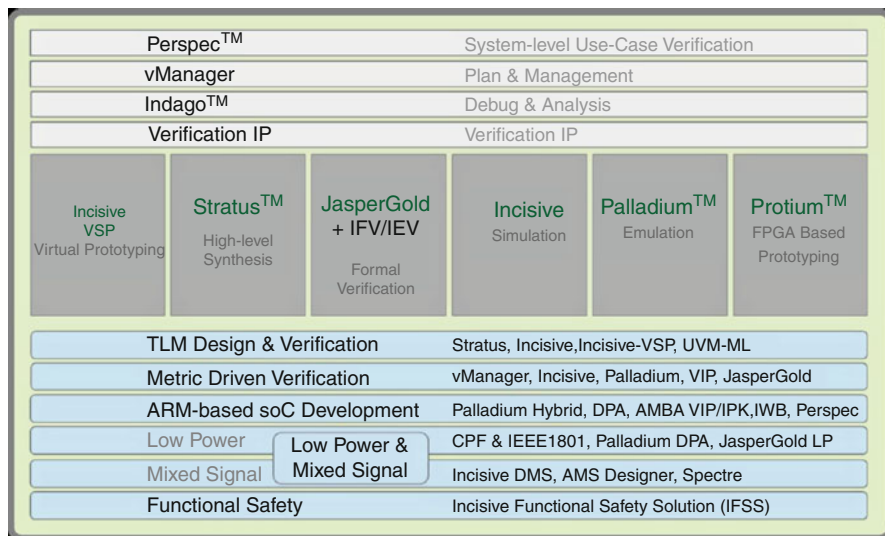 Perspec™ System-level Use-Case Verification
vManager Plan & Management
Indago™ Debug & Analysis
Verification IP Verification IP
Incisive
VSP
Virtual Prototyping
Stratus™
High-level
Synthesis
JasperGold
+ IFV/IEV
Formal
Verification
Incisive
Simulation
Palladium™
Emulation
Protium™
FPGA Based
Prototyping
TLM Design & Verification Stratus, Incisive,Incisive-VSP, UVM-ML
Metric Driven Verification vManager, Incisive, Palladium, VIP, JasperGold
ARM-based soC Development Palladium Hybrid, DPA, AMBA VIP/IPK,IWB, Perspec
Low Power CPF & IEEE1801, Palladium DPA, JasperGold LP
Low Power &
Mixed Signal
Mixed Signal Incisive DMS, AMS Designer, Spectre
Functional Safety Incisive Functional Safety Solution (IFSS)